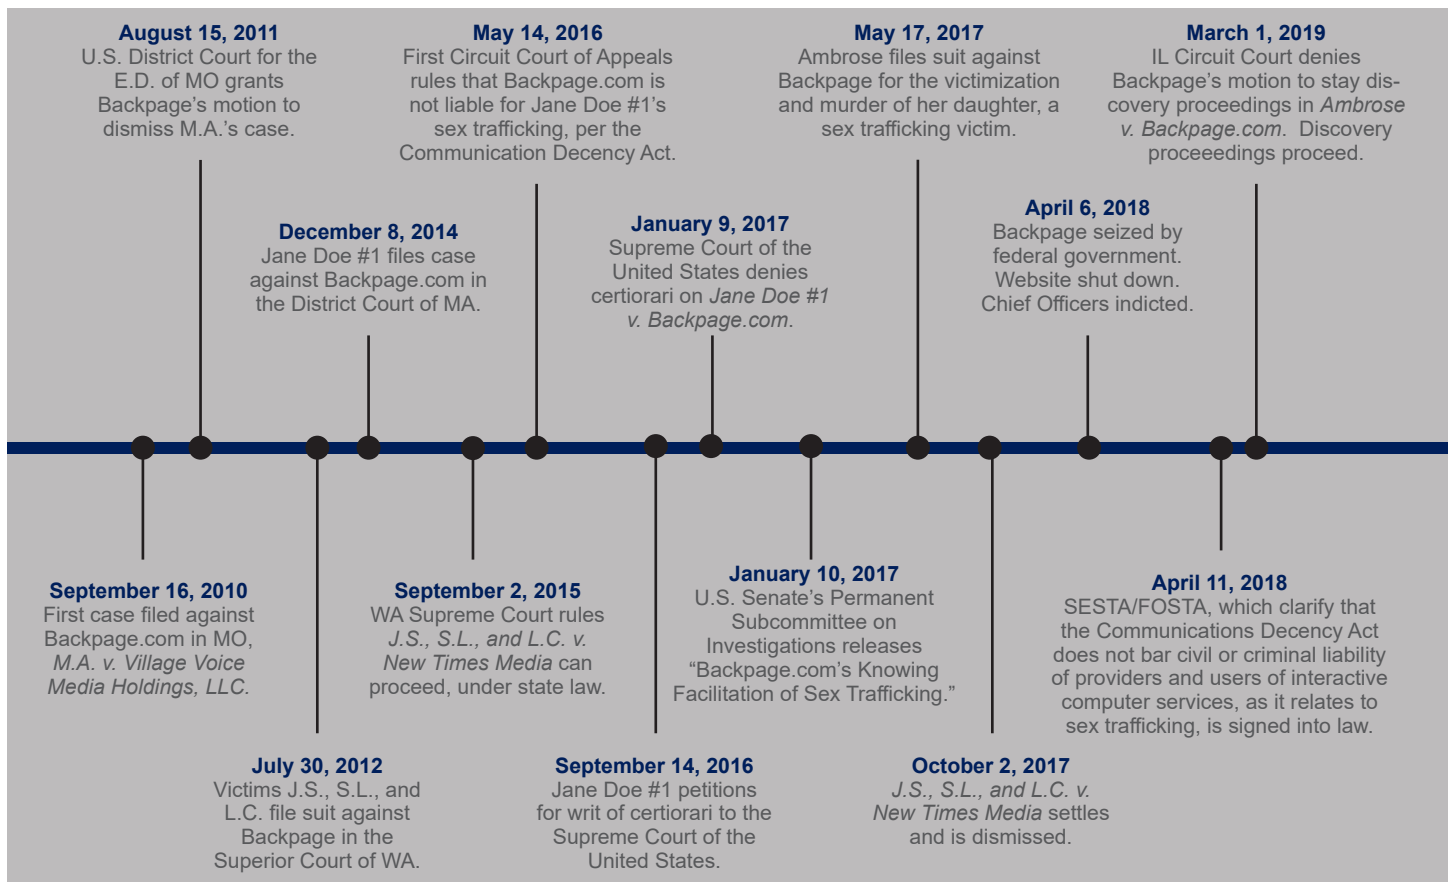 August 15, 2011
U.S. District Court for the
E.D. of MO grants
Backpage's motion to
dismiss M.A.'s case.
May 14, 2016
First Circuit Court of Appeals
rules that Backpage.com is
not liable for Jane Doe #1's
sex trafficking, per the
Communication Decency Act.
May 17, 2017
Ambrose files suit against
Backpage for the victimization
and murder of her daughter, a
sex trafficking victim.
March 1, 2019
IL Circuit Court denies
Backpage's motion to stay dis-
covery proceedings in Ambrose
v. Backpage.com.  Discovery
proceeedings proceed.
December 8, 2014
Jane Doe #1 files case
against Backpage.com in
the District Court of MA.
January 9, 2017
Supreme Court of the
United States denies
certiorari on Jane Doe #1
v. Backpage.com.
April 6, 2018
Backpage seized by
federal government.
Website shut down.
Chief Officers indicted.
September 16, 2010
First case filed against
Backpage.com in MO,
M.A. v. Village Voice
Media Holdings, LLC.
September 2, 2015
WA Supreme Court rules
J.S., S.L., and L.C. v.
New Times Media can
proceed, under state law.
January 10, 2017
U.S. Senate's Permanent
Subcommittee on
Investigations releases
“Backpage.com's Knowing
Facilitation of Sex Trafficking.”
April 11, 2018
SESTA/FOSTA, which clarify that
the Communications Decency Act
does not bar civil or criminal liability
of providers and users of interactive
computer services, as it relates to
sex trafficking, is signed into law.
July 30, 2012
Victims J.S., S.L., and
L.C. file suit against
Backpage in the
Superior Court of WA.
September 14, 2016
Jane Doe #1 petitions
for writ of certiorari to the
Supreme Court of the
United States.
October 2, 2017
J.S., S.L., and L.C. v.
New Times Media settles
and is dismissed.